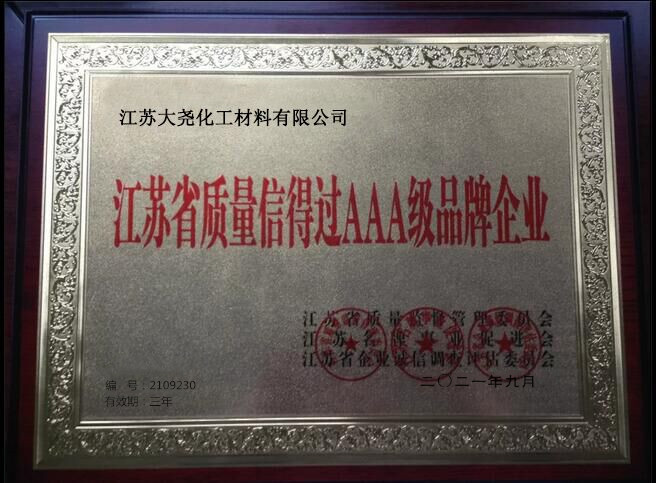 江苏大尧化工材料有限公司
江苏省质量信得过AAA级品牌企业
江苏省质量监督管理委员会
江苏名牌事业促进会
江苏省企业诚信调查评估委员会
二〇二一年九月
编 号：2109230
有效期：三年